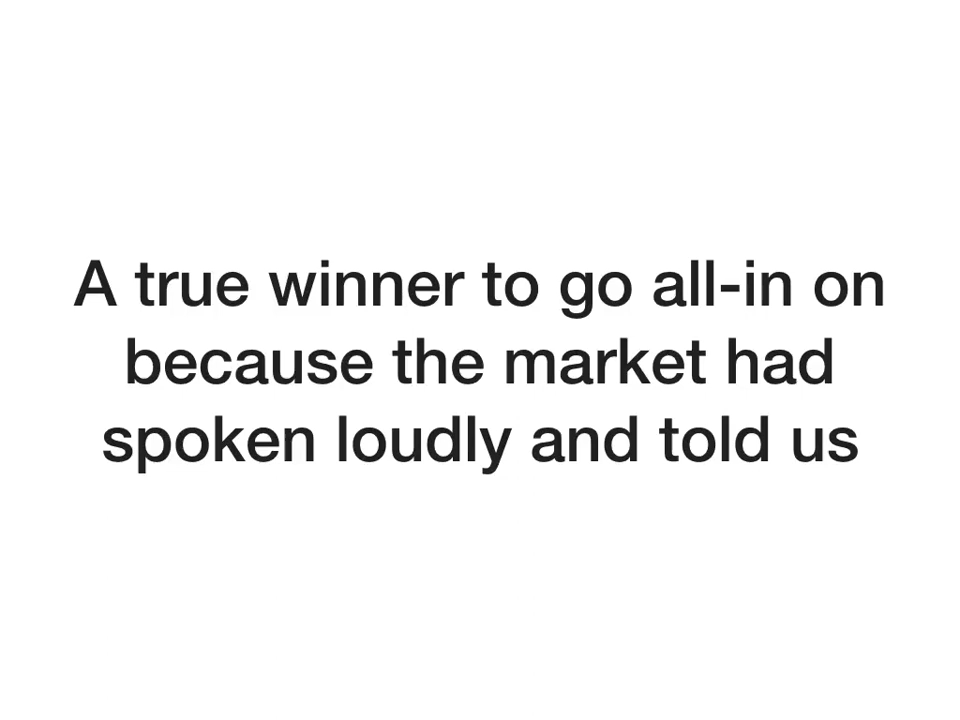 A true winner to go all-in on
because the market had
spoken loudly and told us